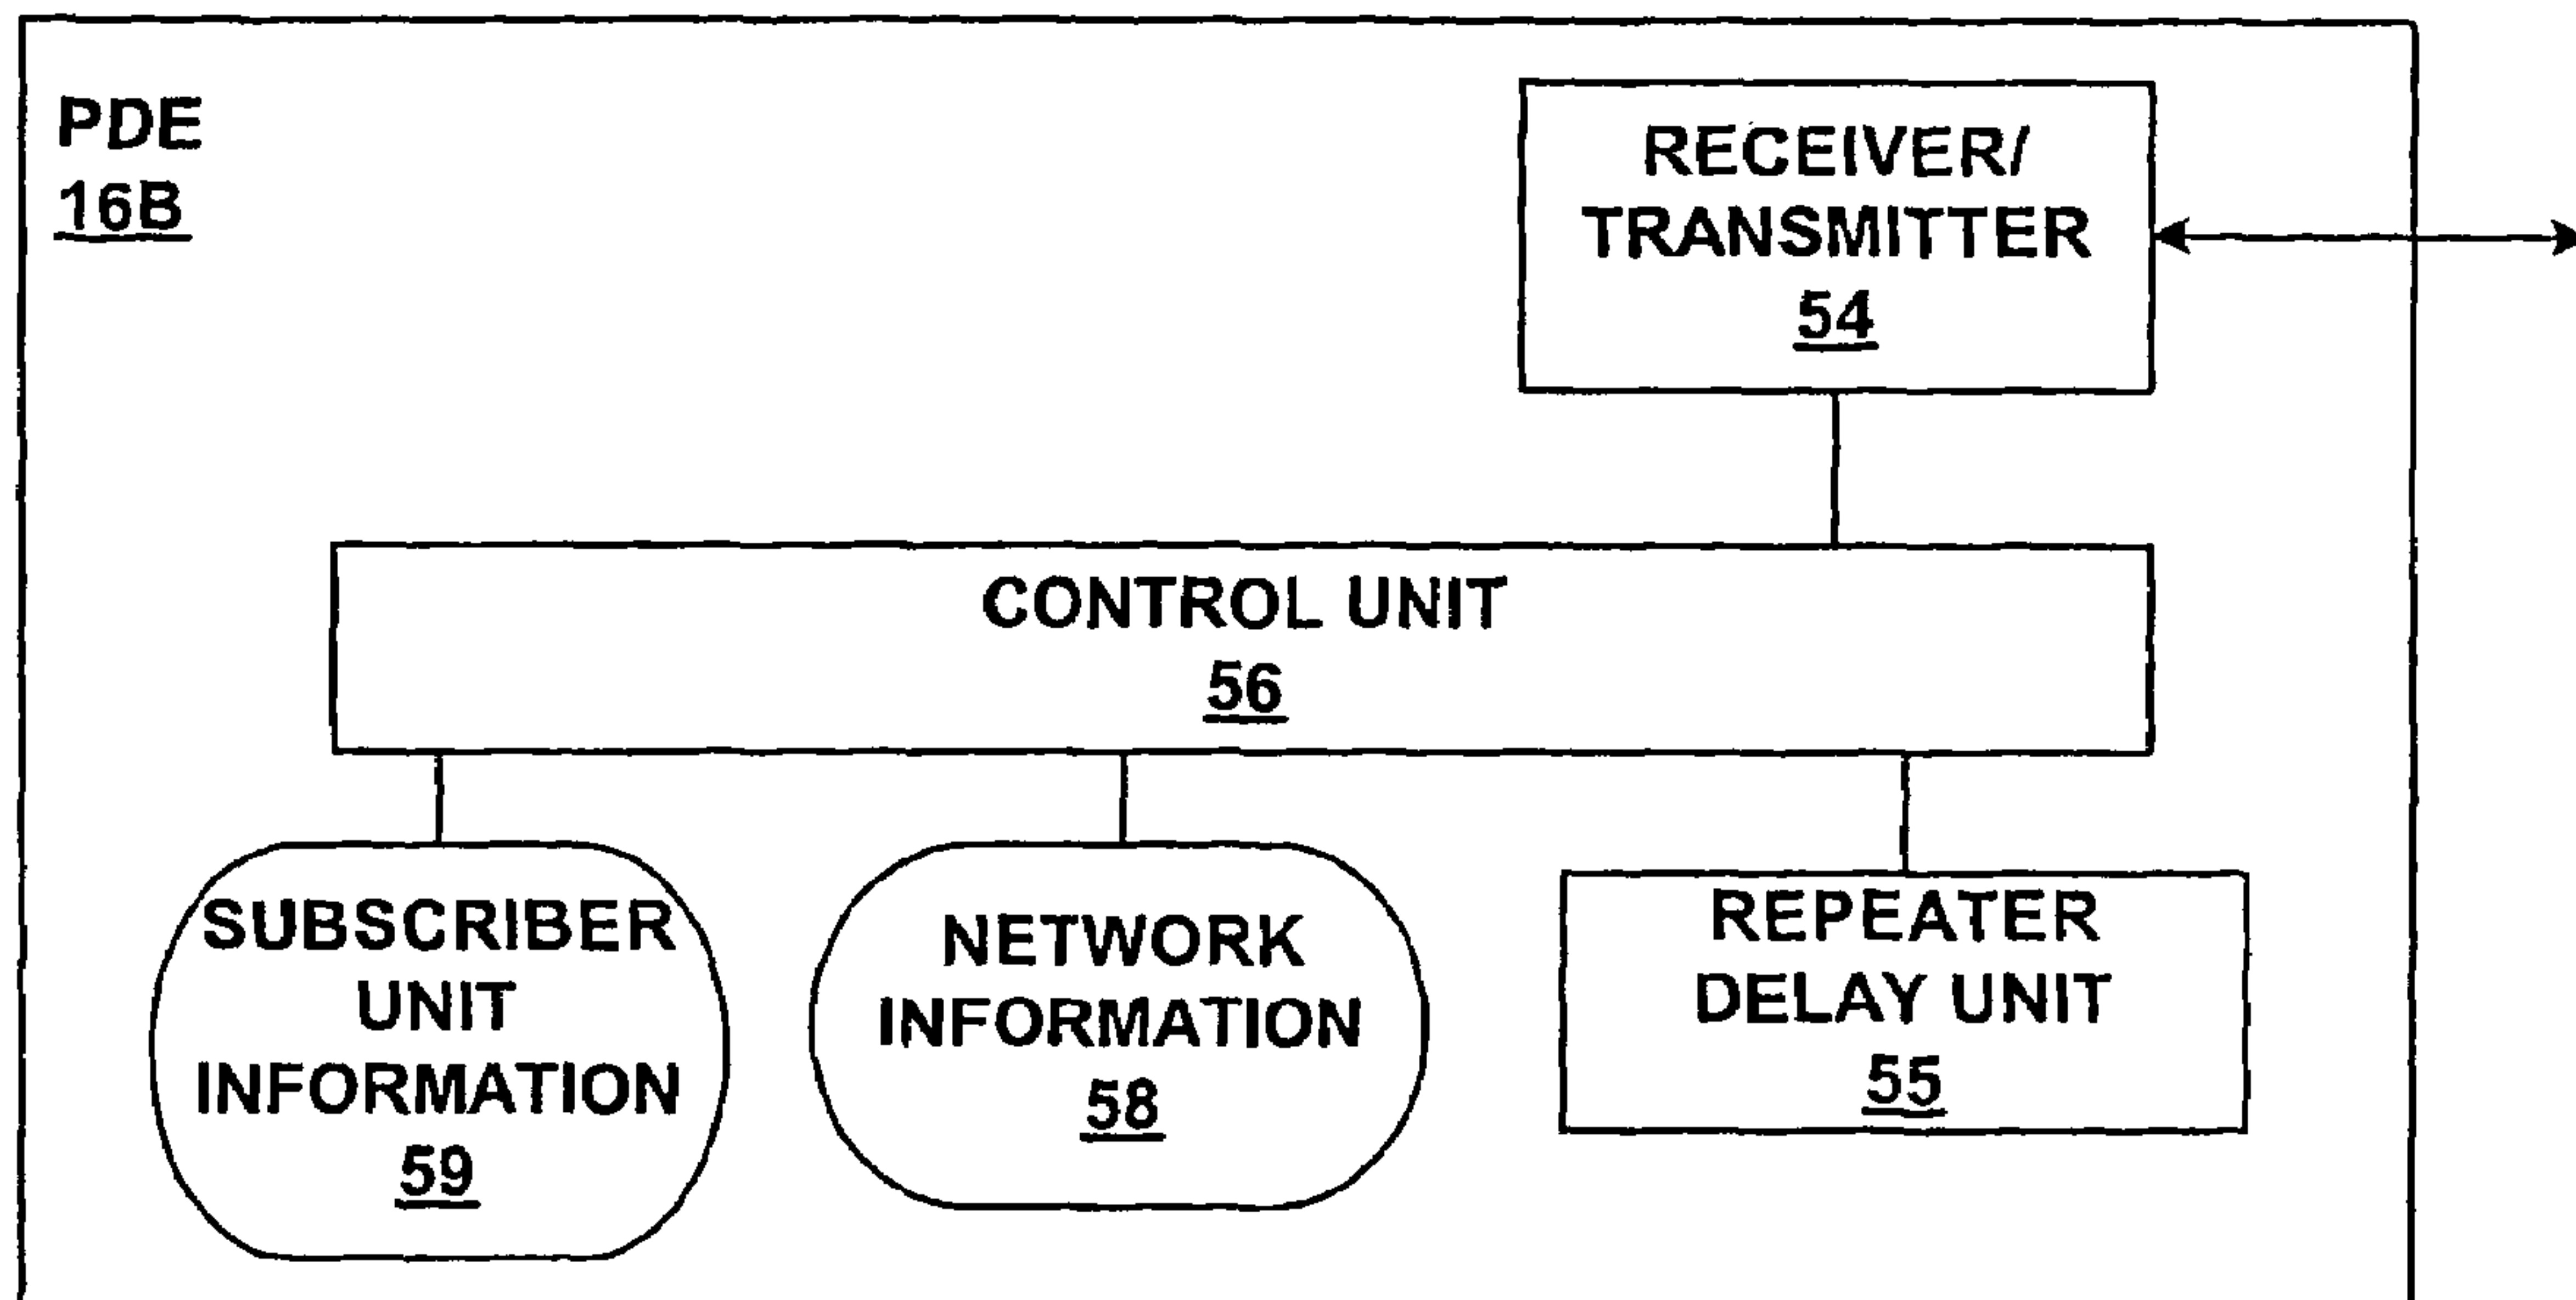 PDE
16B
RECEIVER/
TRANSMITTER
54
CONTROL UNIT
56
SUBSCRIBER
UNIT
INFORMATION
59
NETWORK
INFORMATION
58
REPEATER
DELAY UNIT
55